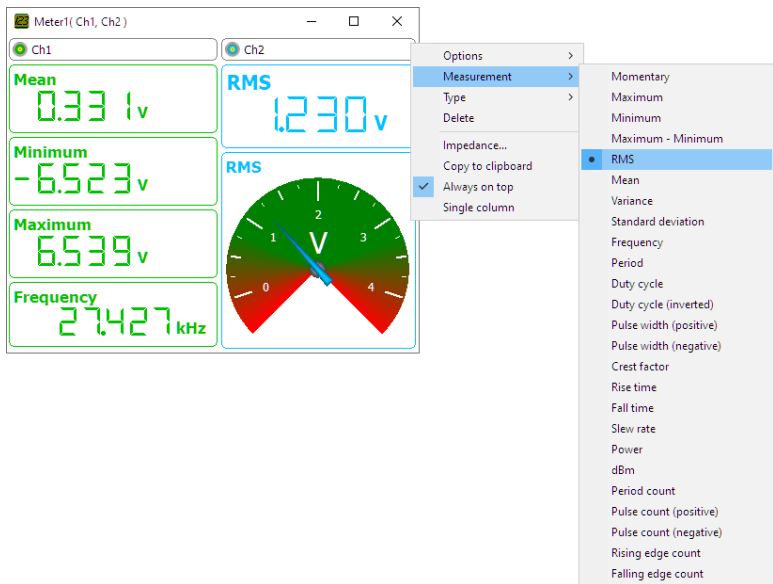 Meter1( Ch1, Ch2 )
Ch1
Ch2
Mean
0.331 v
Minimum
-6.523 v
Maximum
6.539 v
Frequency
27.427 kHz
RMS
1.230 v
RMS
0
1
2
3
4
V
Options
Measurement
Type
Delete
Impedance...
Copy to clipboard
Always on top
Single column
Momentary
Maximum
Minimum
Maximum - Minimum
RMS
Mean
Variance
Standard deviation
Frequency
Period
Duty cycle
Duty cycle (inverted)
Pulse width (positive)
Pulse width (negative)
Crest factor
Rise time
Fall time
Slew rate
Power
dBm
Period count
Pulse count (positive)
Pulse count (negative)
Rising edge count
Falling edge count